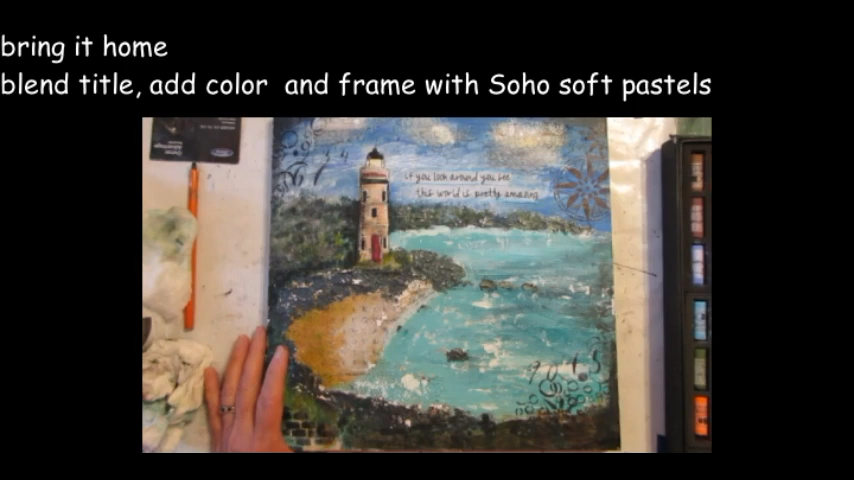 bring it home
blend title, add color  and frame with Soho soft pastels
if you look around you see
this world is pretty amazing